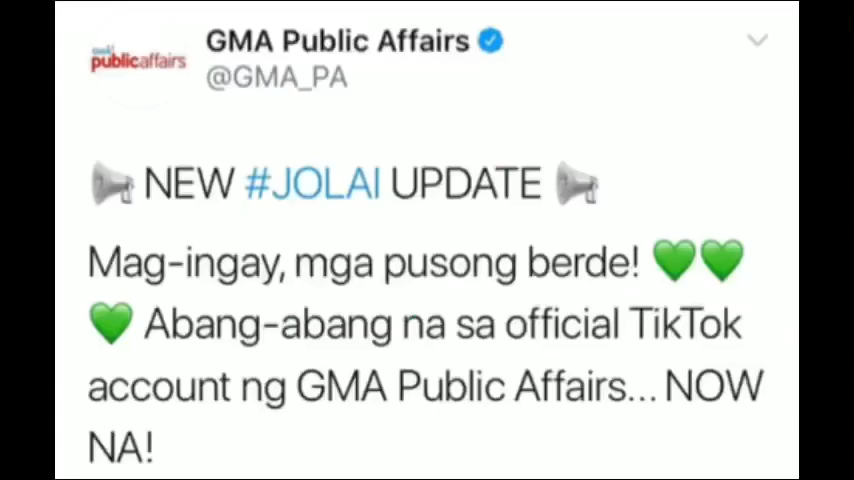 GMA Public Affairs
publicaffairs
@GMA_PA
NEW #JOLAI UPDATE
Mag-ingay, mga pusong berde! 💚💚
💚 Abang-abang na sa official TikTok
account ng GMA Public Affairs... NOW
NA!